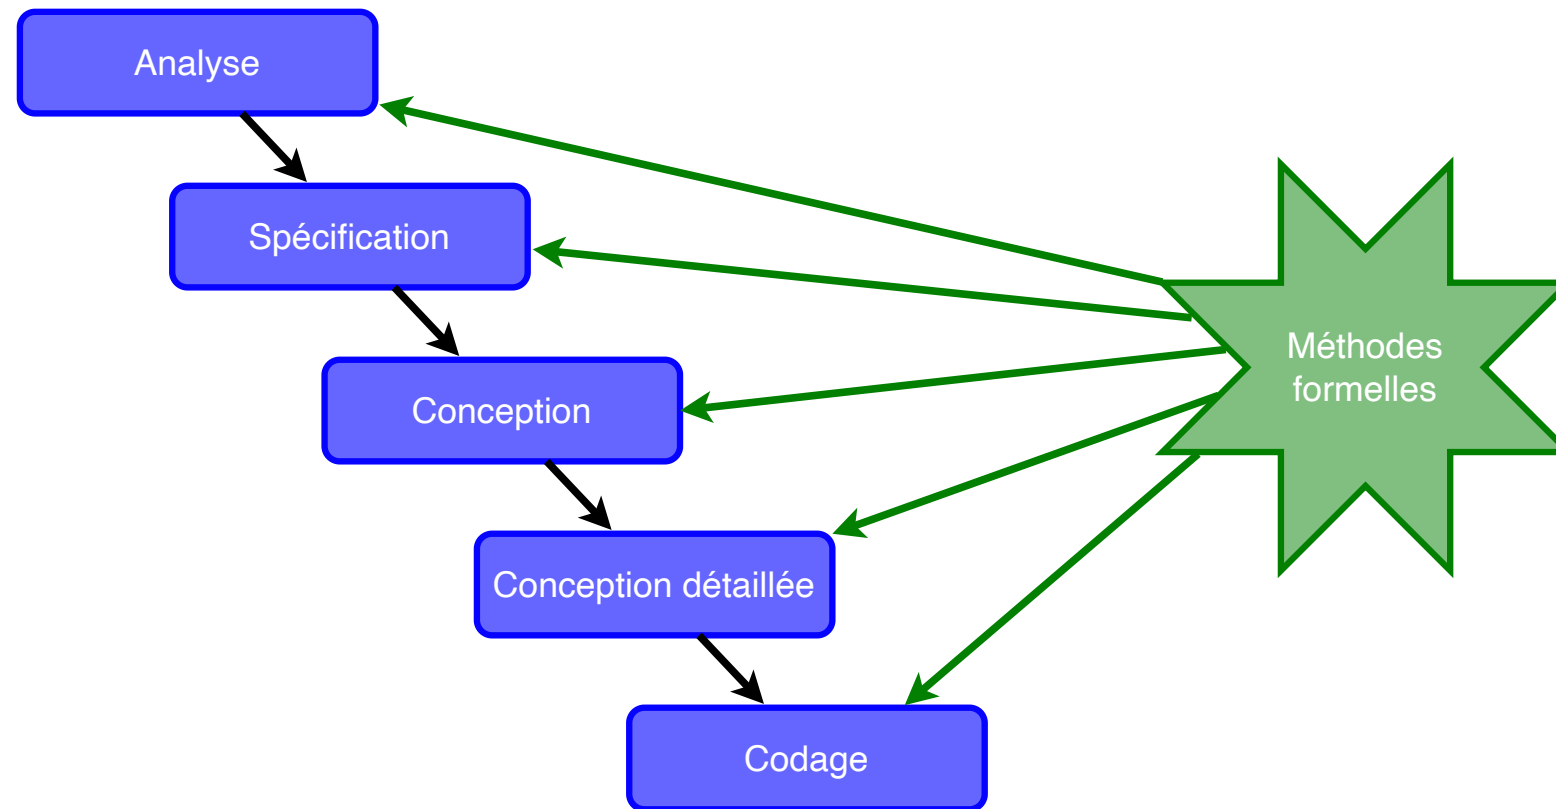 Analyse
Spécification
Méthodes
formelles
Conception
Conception détaillée
Codage